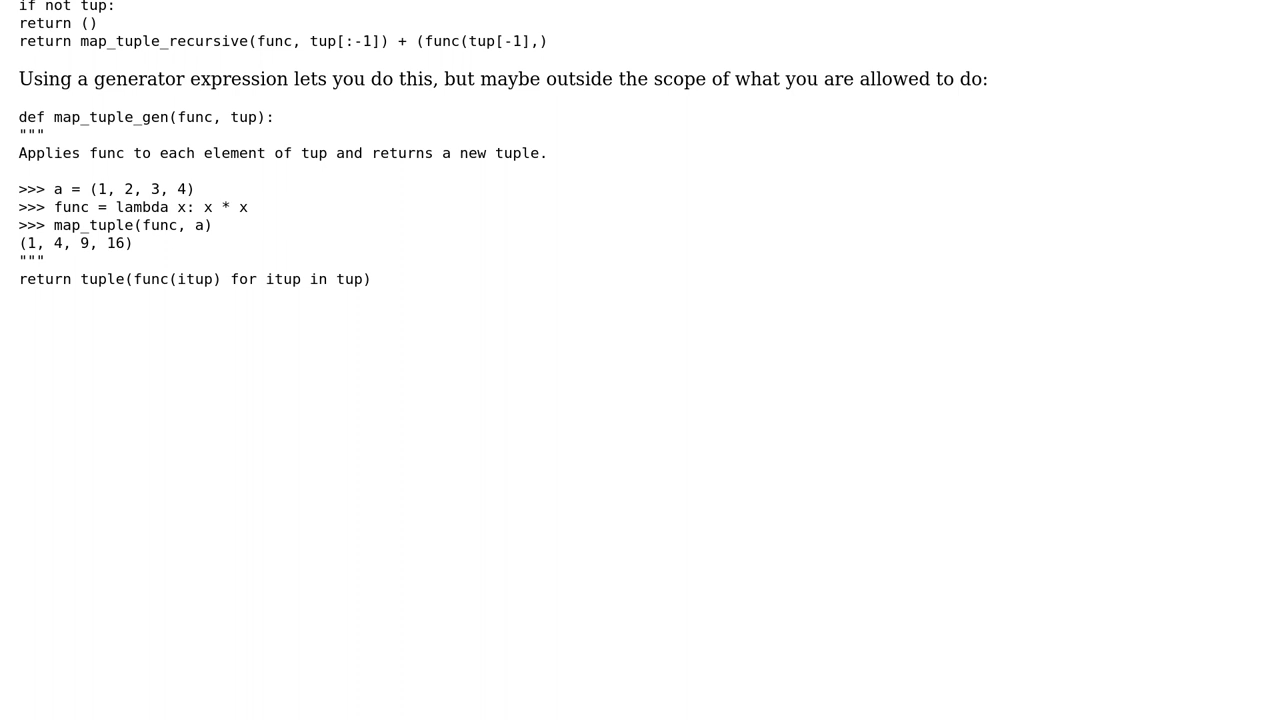 if not tup:
return ()
return map_tuple_recursive(func, tup[:-1]) + (func(tup[-1],)
Using a generator expression lets you do this, but maybe outside the scope of what you are allowed to do:
def map_tuple_gen(func, tup):
"""
Applies func to each element of tup and returns a new tuple.
>>> a = (1, 2, 3, 4)
>>> func = lambda x: x * x
>>> map_tuple(func, a)
(1, 4, 9, 16)
"""
return tuple(func(itup) for itup in tup)